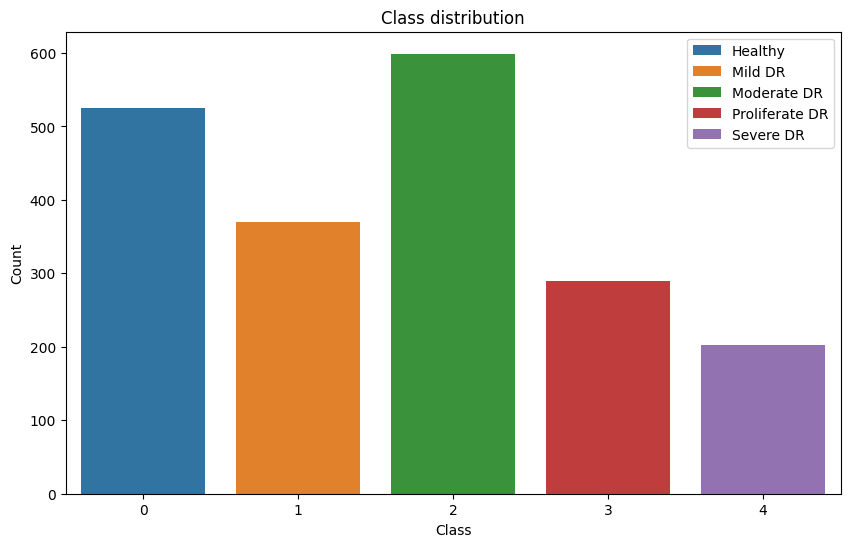 Class distribution
Healthy
Mild DR
Moderate DR
Proliferate DR
Severe DR
600
500
400
300
200
100
0
Count
0 1 2 3 4
Class